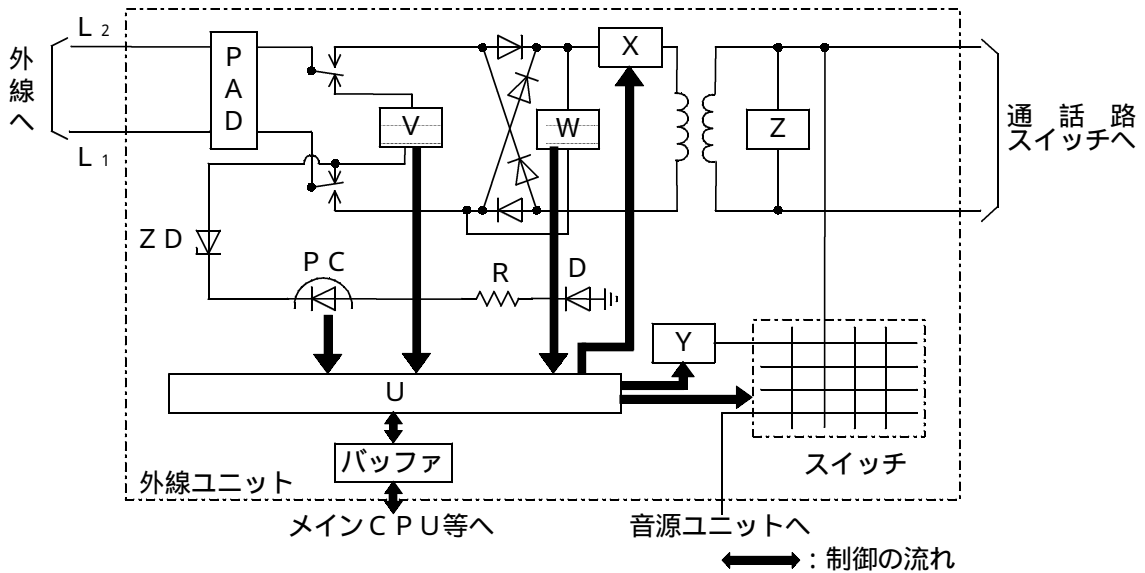 Ｌ２
外線へ
ＰＡＤ
Ｘ
Ｖ
Ｗ
Ｚ
通話路
スイッチへ
Ｌ１
ＺＤ
ＰＣ
Ｒ
Ｄ
Ｙ
Ｕ
バッファ
スイッチ
外線ユニット
メインＣＰＵ等へ
音源ユニットへ
：制御の流れ